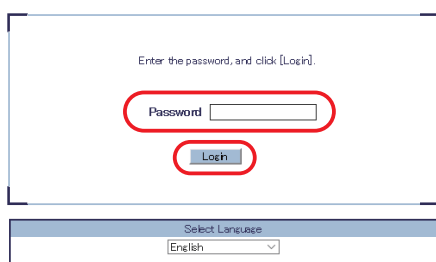 Enter the password, and click [Login].
Password
Login
Select Language
English